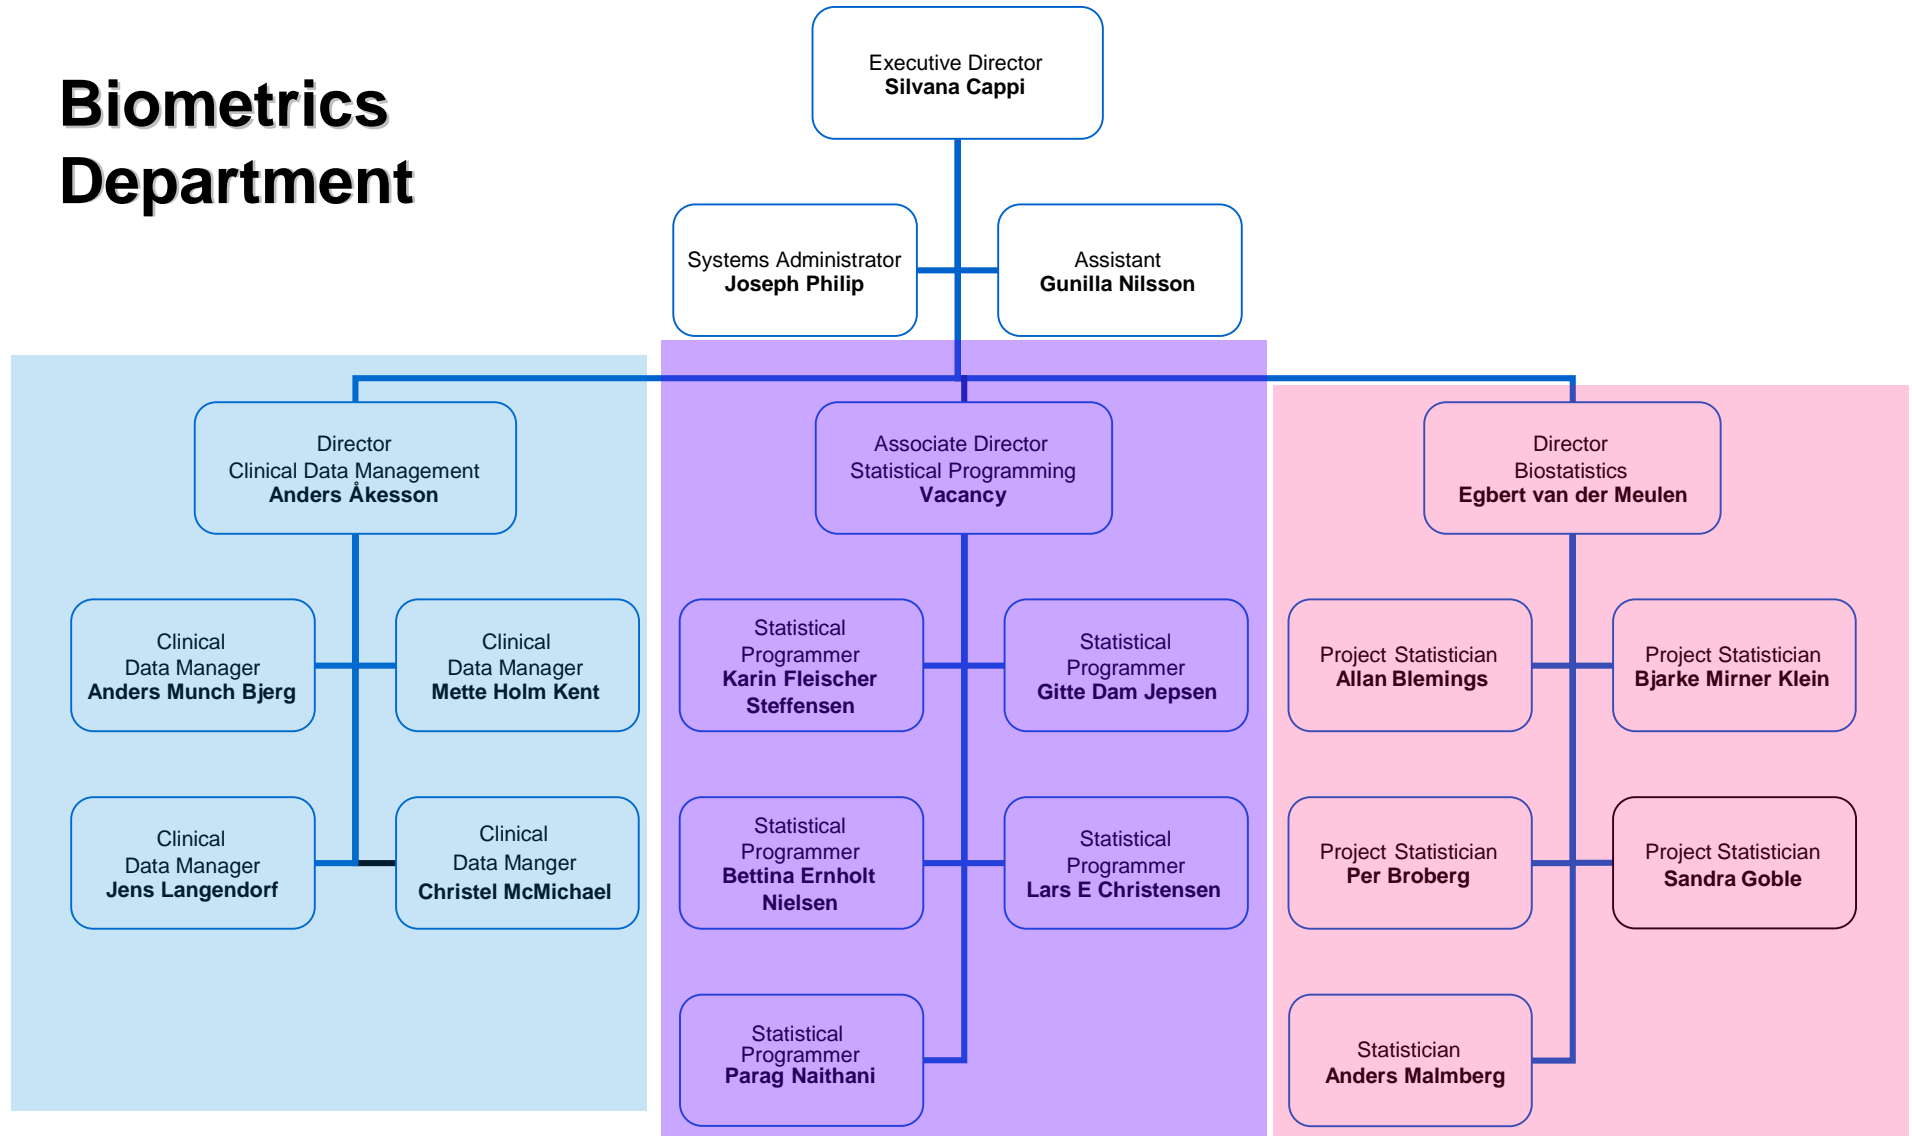 Biometrics
Department
Executive Director
Silvana Cappi
Systems Administrator
Joseph Philip
Assistant
Gunilla Nilsson
Director
Clinical Data Management
Anders Åkesson
Associate Director
Statistical Programming
Vacancy
Director
Biostatistics
Egbert van der Meulen
Clinical
Data Manager
Anders Munch Bjerg
Clinical
Data Manager
Mette Holm Kent
Statistical
Programmer
Karin Fleischer
Steffensen
Statistical
Programmer
Gitte Dam Jepsen
Project Statistician
Allan Blemings
Project Statistician
Bjarke Mirner Klein
Clinical
Data Manager
Jens Langendorf
Clinical
Data Manger
Christel McMichael
Statistical
Programmer
Bettina Ernholt
Nielsen
Statistical
Programmer
Lars E Christensen
Project Statistician
Per Broberg
Project Statistician
Sandra Goble
Statistical
Programmer
Parag Naithani
Statistician
Anders Malmberg